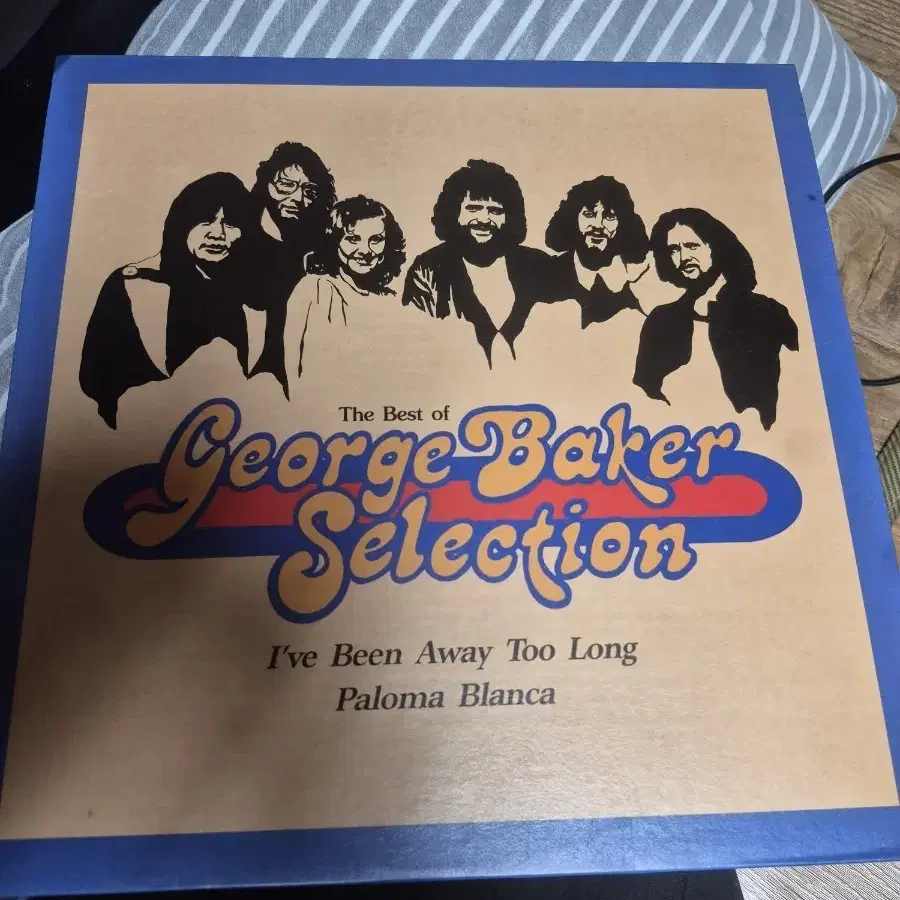 The Best of
George Baker
Selection
I've Been Away Too Long
Paloma Blanca